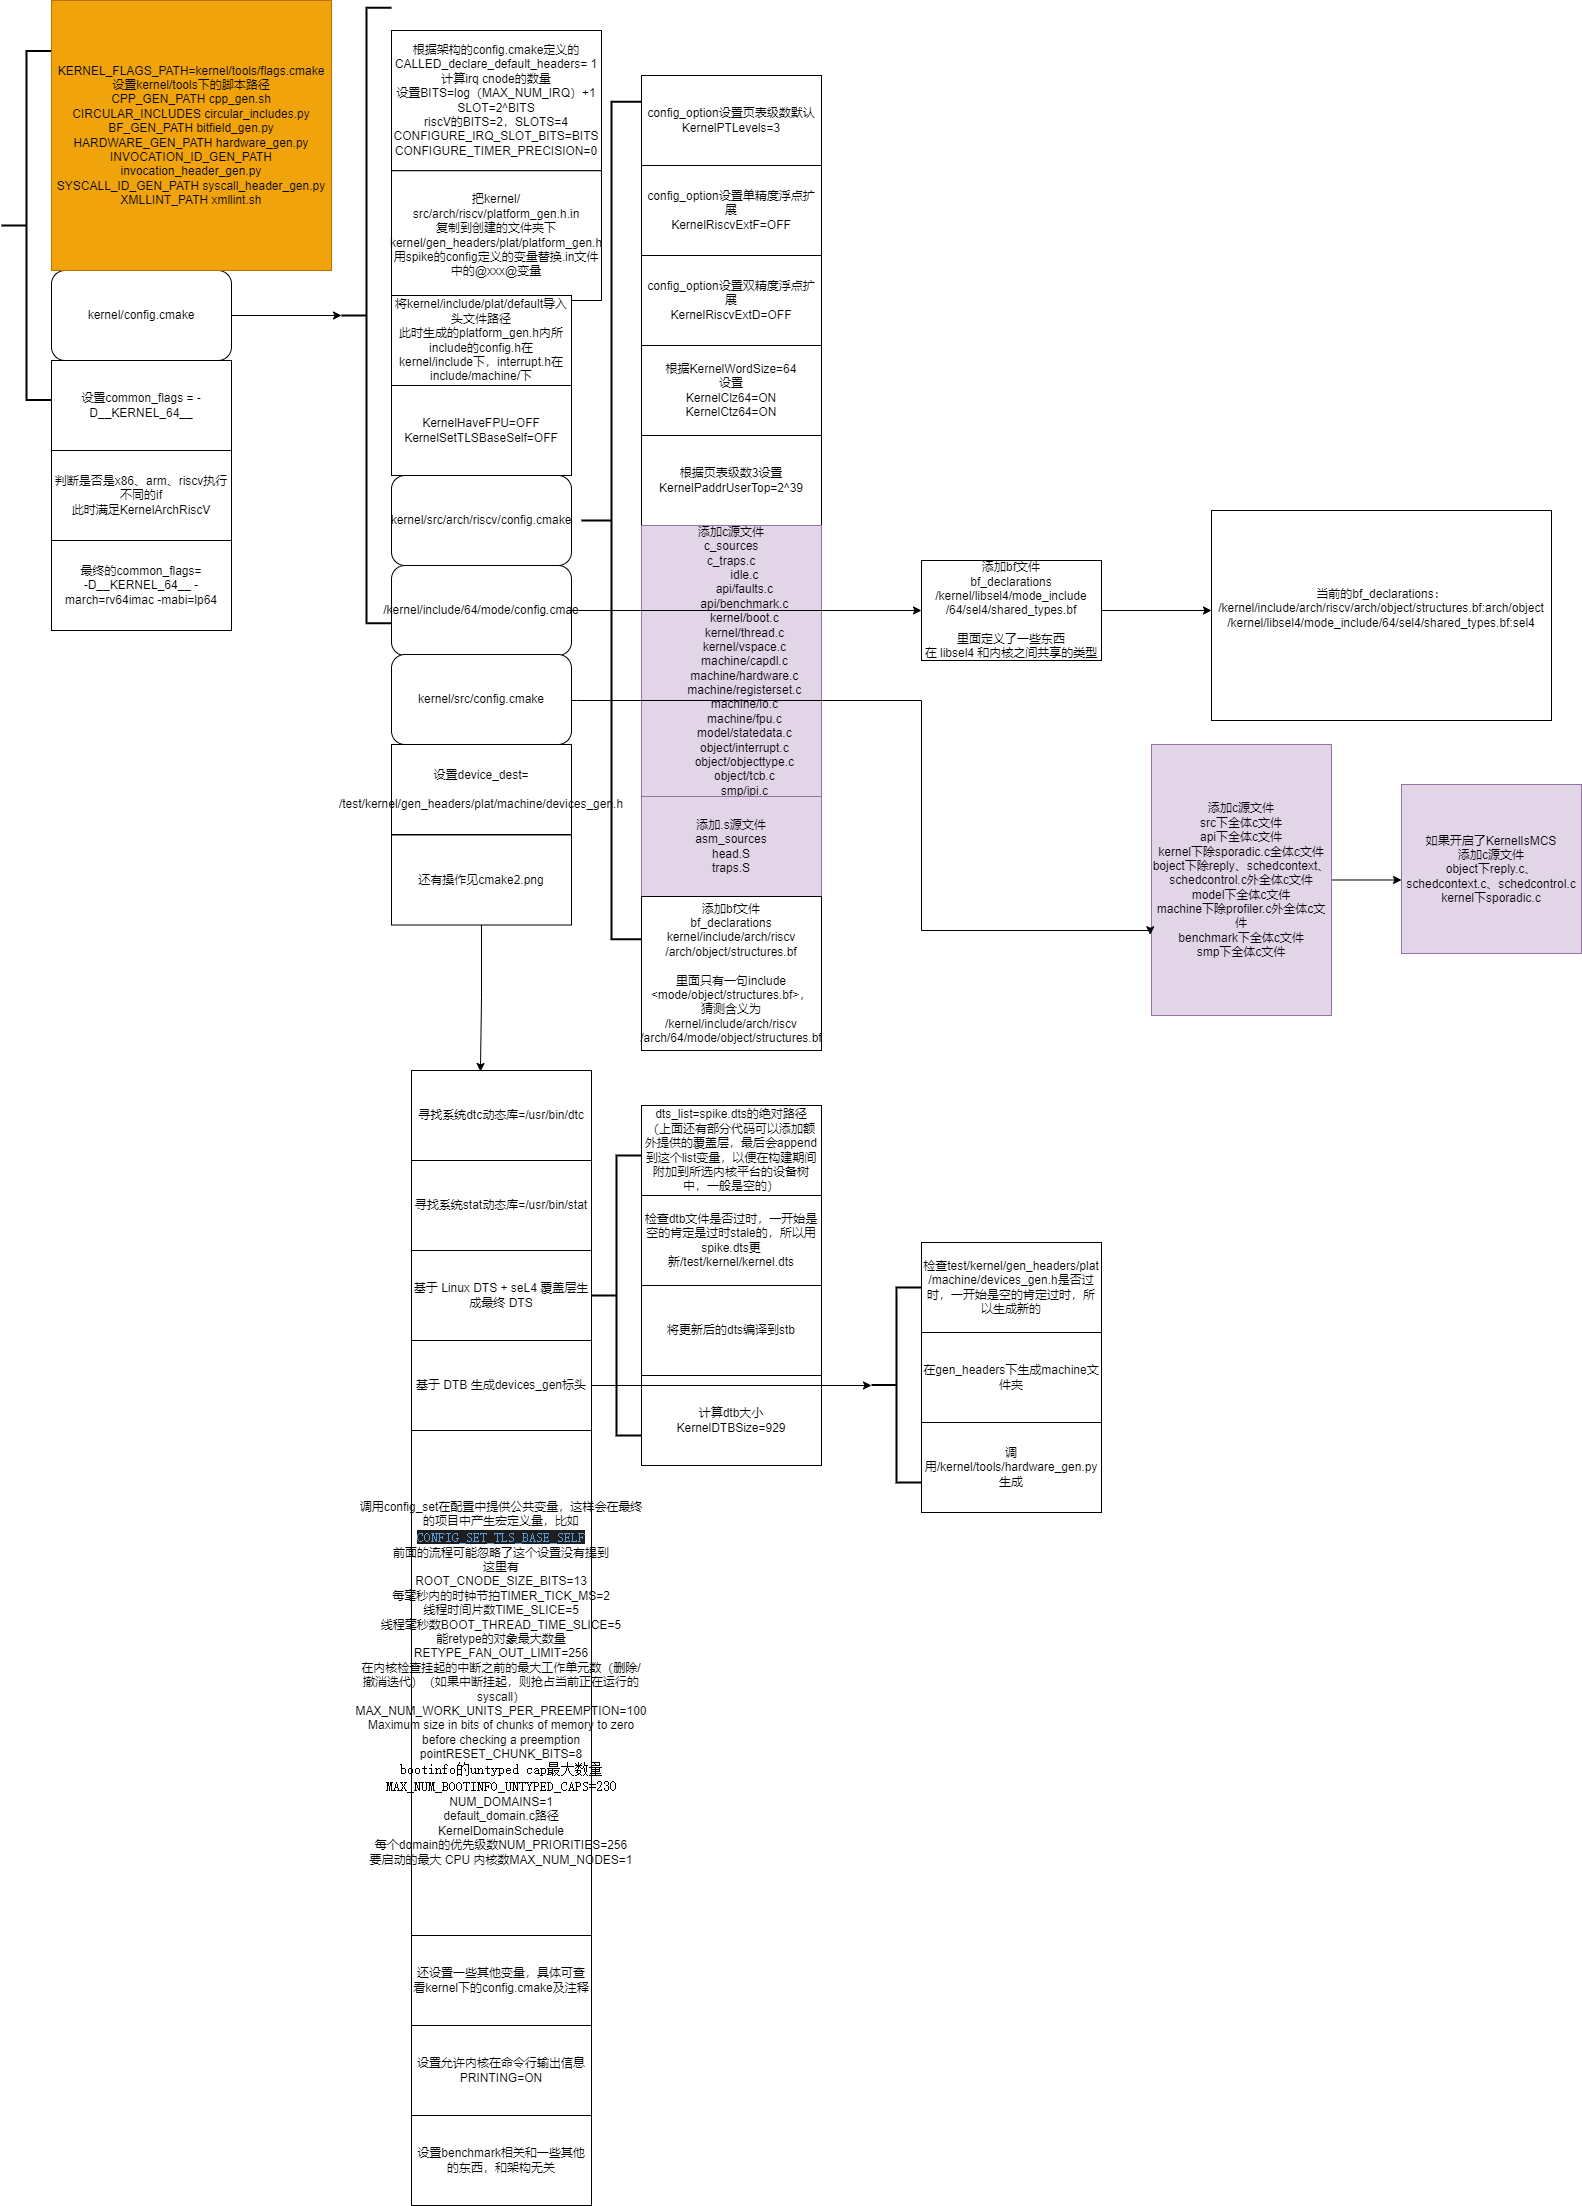 KERNEL_FLAGS_PATH=kernel/tools/flags.cmake
设置kernel/tools下的脚本路径
CPP_GEN_PATH cpp_gen.sh
CIRCULAR_INCLUDES circular_includes.py
BF_GEN_PATH bitfield_gen.py
HARDWARE_GEN_PATH hardware_gen.py
INVOCATION_ID_GEN_PATH
invocation_header_gen.py
SYSCALL_ID_GEN_PATH syscall_header_gen.py
XMLLINT_PATH xmllint.sh
kernel/config.cmake
设置common_flags = -
D__KERNEL_64__
判断是否是x86、arm、riscv执行
不同的if
此时满足KernelArchRiscV
最终的common_flags=
-D__KERNEL_64__ -
march=rv64imac -mabi=lp64
根据架构的config.cmake定义的
CALLED_declare_default_headers= 1
计算irq cnode的数量
设置BITS=log（MAX_NUM_IRQ）+1
SLOT=2^BITS
riscV的BITS=2，SLOTS=4
CONFIGURE_IRQ_SLOT_BITS=BITS
CONFIGURE_TIMER_PRECISION=0
把kernel/
src/arch/riscv/platform_gen.h.in
复制到创建的文件夹下
kernel/gen_headers/plat/platform_gen.h
用spike的config定义的变量替换.in文件
中的@xxx@变量
将kernel/include/plat/default导入
头文件路径
此时生成的platform_gen.h内所
include的config.h在
kernel/include下，interrupt.h在
include/machine/下
KernelHaveFPU=OFF
KernelSetTLSBaseSelf=OFF
kernel/src/arch/riscv/config.cmake
/kernel/include/64/mode/config.cmae
kernel/src/config.cmake
设置device_dest=
/test/kernel/gen_headers/plat/machine/devices_gen.h
还有操作见cmake2.png
config_option设置页表级数默认
KernelPTLevels=3
config_option设置单精度浮点扩
展
KernelRiscvExtF=OFF
config_option设置双精度浮点扩
展
KernelRiscvExtD=OFF
根据KernelWordSize=64
设置
KernelClz64=ON
KernelCtz64=ON
根据页表级数3设置
KernelPaddrUserTop=2^39
添加c源文件
c_sources
c_traps.c
idle.c
api/faults.c
api/benchmark.c
kernel/boot.c
kernel/thread.c
kernel/vspace.c
machine/capdl.c
machine/hardware.c
machine/registerset.c
machine/io.c
machine/fpu.c
model/statedata.c
object/interrupt.c
object/objecttype.c
object/tcb.c
smp/ipi.c
添加.s源文件
asm_sources
head.S
traps.S
添加bf文件
bf_declarations
kernel/include/arch/riscv
/arch/object/structures.bf
里面只有一句include
<mode/object/structures.bf>，
猜测含义为
/kernel/include/arch/riscv
/arch/64/mode/object/structures.bf
添加bf文件
bf_declarations
/kernel/libsel4/mode_include
/64/sel4/shared_types.bf
里面定义了一些东西
在 libsel4 和内核之间共享的类型
当前的bf_declarations：
/kernel/include/arch/riscv/arch/object/structures.bf:arch/object
/kernel/libsel4/mode_include/64/sel4/shared_types.bf:sel4
添加c源文件
src下全体c文件
api下全体c文件
kernel下除sporadic.c全体c文件
boject下除reply、schedcontext、
schedcontrol.c外全体c文件
model下全体c文件
machine下除profiler.c外全体c文
件
benchmark下全体c文件
smp下全体c文件
如果开启了KernelIsMCS
添加c源文件
object下reply.c、
schedcontext.c、schedcontrol.c
kernel下sporadic.c
寻找系统dtc动态库=/usr/bin/dtc
寻找系统stat动态库=/usr/bin/stat
基于 Linux DTS + seL4 覆盖层生
成最终 DTS
基于 DTB 生成devices_gen标头
调用config_set在配置中提供公共变量，这样会在最终
的项目中产生宏定义量，比如
CONFIG_SET_TLS_BASE_SELF
前面的流程可能忽略了这个设置没有提到
这里有
ROOT_CNODE_SIZE_BITS=13
每毫秒内的时钟节拍TIMER_TICK_MS=2
线程时间片数TIME_SLICE=5
线程毫秒数BOOT_THREAD_TIME_SLICE=5
能retype的对象最大数量
RETYPE_FAN_OUT_LIMIT=256
在内核检查挂起的中断之前的最大工作单元数（删除/
撤消迭代）（如果中断挂起，则抢占当前正在运行的
syscall）
MAX_NUM_WORK_UNITS_PER_PREEMPTION=100
Maximum size in bits of chunks of memory to zero
before checking a preemption
pointRESET_CHUNK_BITS=8
bootinfo的untyped cap最大数量
MAX_NUM_BOOTINFO_UNTYPED_CAPS=230
NUM_DOMAINS=1
default_domain.c路径
KernelDomainSchedule
每个domain的优先级数NUM_PRIORITIES=256
要启动的最大 CPU 内核数MAX_NUM_NODES=1
还设置一些其他变量，具体可查
看kernel下的config.cmake及注释
设置允许内核在命令行输出信息
PRINTING=ON
设置benchmark相关和一些其他
的东西，和架构无关
dts_list=spike.dts的绝对路径
（上面还有部分代码可以添加额
外提供的覆盖层，最后会append
到这个list变量，以便在构建期间
附加到所选内核平台的设备树
中，一般是空的）
检查dtb文件是否过时，一开始是
空的肯定是过时stale的，所以用
spike.dts更
新/test/kernel/kernel.dts
将更新后的dts编译到stb
计算dtb大小
KernelDTBSize=929
检查test/kernel/gen_headers/plat
/machine/devices_gen.h是否过
时，一开始是空的肯定过时，所
以生成新的
在gen_headers下生成machine文
件夹
调
用/kernel/tools/hardware_gen.py
生成